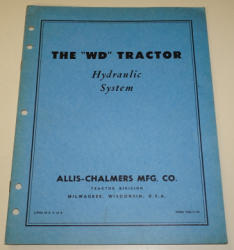 THE "WD" TRACTOR
Hydraulic
System
ALLIS-CHALMERS MFG. CO.
TRACTOR DIVISION
MILWAUKEE, WISCONSIN, U.S.A.